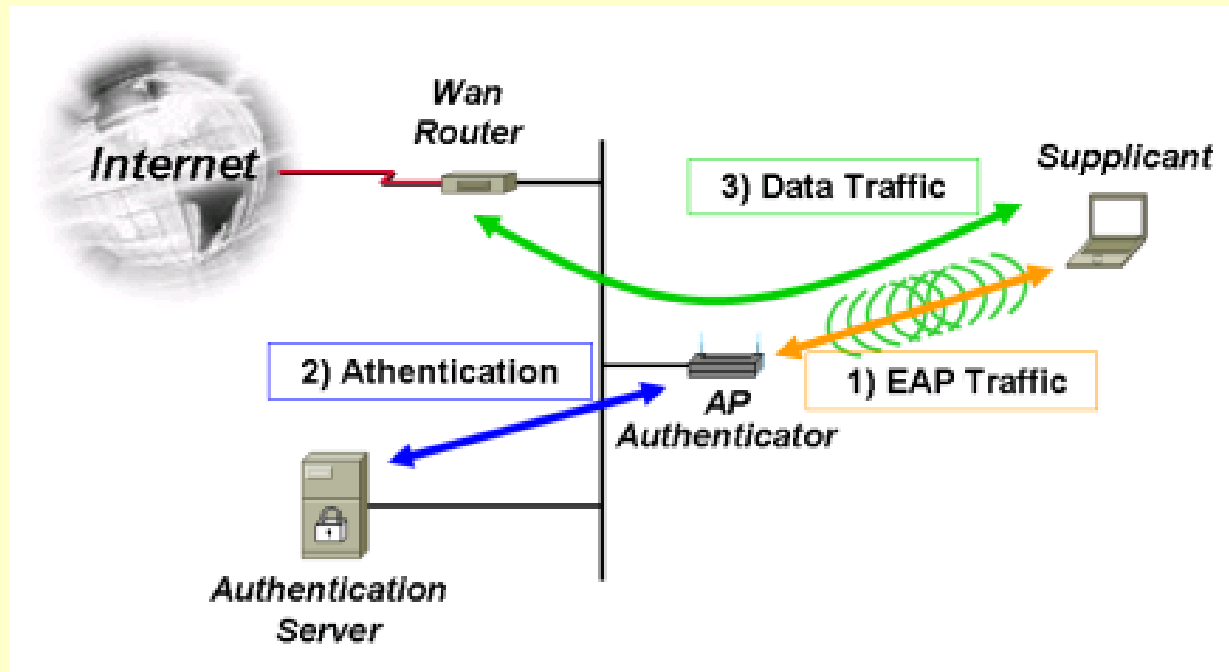 Internet
Wan
Router
Supplicant
3) Data Traffic
2) Athentication
1) EAP Traffic
AP
Authenticator
Authentication
Server